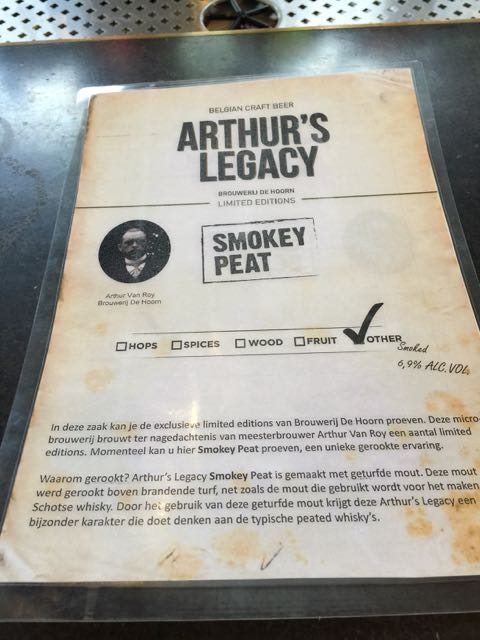 BELGIAN CRAFT BEER
ARTHUR'S
LEGACY
BROUWERIJ DE HOORN
LIMITED EDITIONS
SMOKEY
PEAT
Arthur Van Roy
Brouwerij De Hoorn
HOPS SPICES WOOD FRUIT OTHER
Smoked
6,9% ALC. VOL.
In deze zaak kan je de exclusieve limited editions van Brouwerij De Hoorn proeven. Deze micro-
brouwerij brouwt ter nagedachtenis van meesterbrouwer Arthur Van Roy een aantal limited
editions. Momenteel kan u hier Smokey Peat proeven, een unieke gerookte ervaring.
Waarom gerookt? Arthur's Legacy Smokey Peat is gemaakt met geturfde mout. Deze mout
werd gerookt boven brandende turf, net zoals de mout die gebruikt wordt voor het maken
Schotse whisky. Door het gebruik van deze geturfde mout krijgt deze Arthur's Legacy een
bijzonder karakter die doet denken aan de typische peated whisky's.